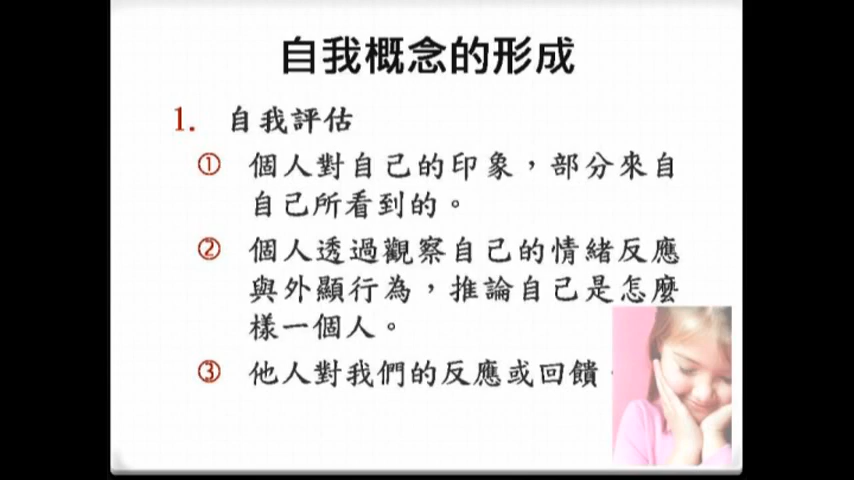 自我概念的形成
1. 自我評估
① 個人對自己的印象，部分來自
自己所看到的。
② 個人透過觀察自己的情緒反應
與外顯行為，推論自己是怎麼
樣一個人。
③ 他人對我們的反應或回饋。